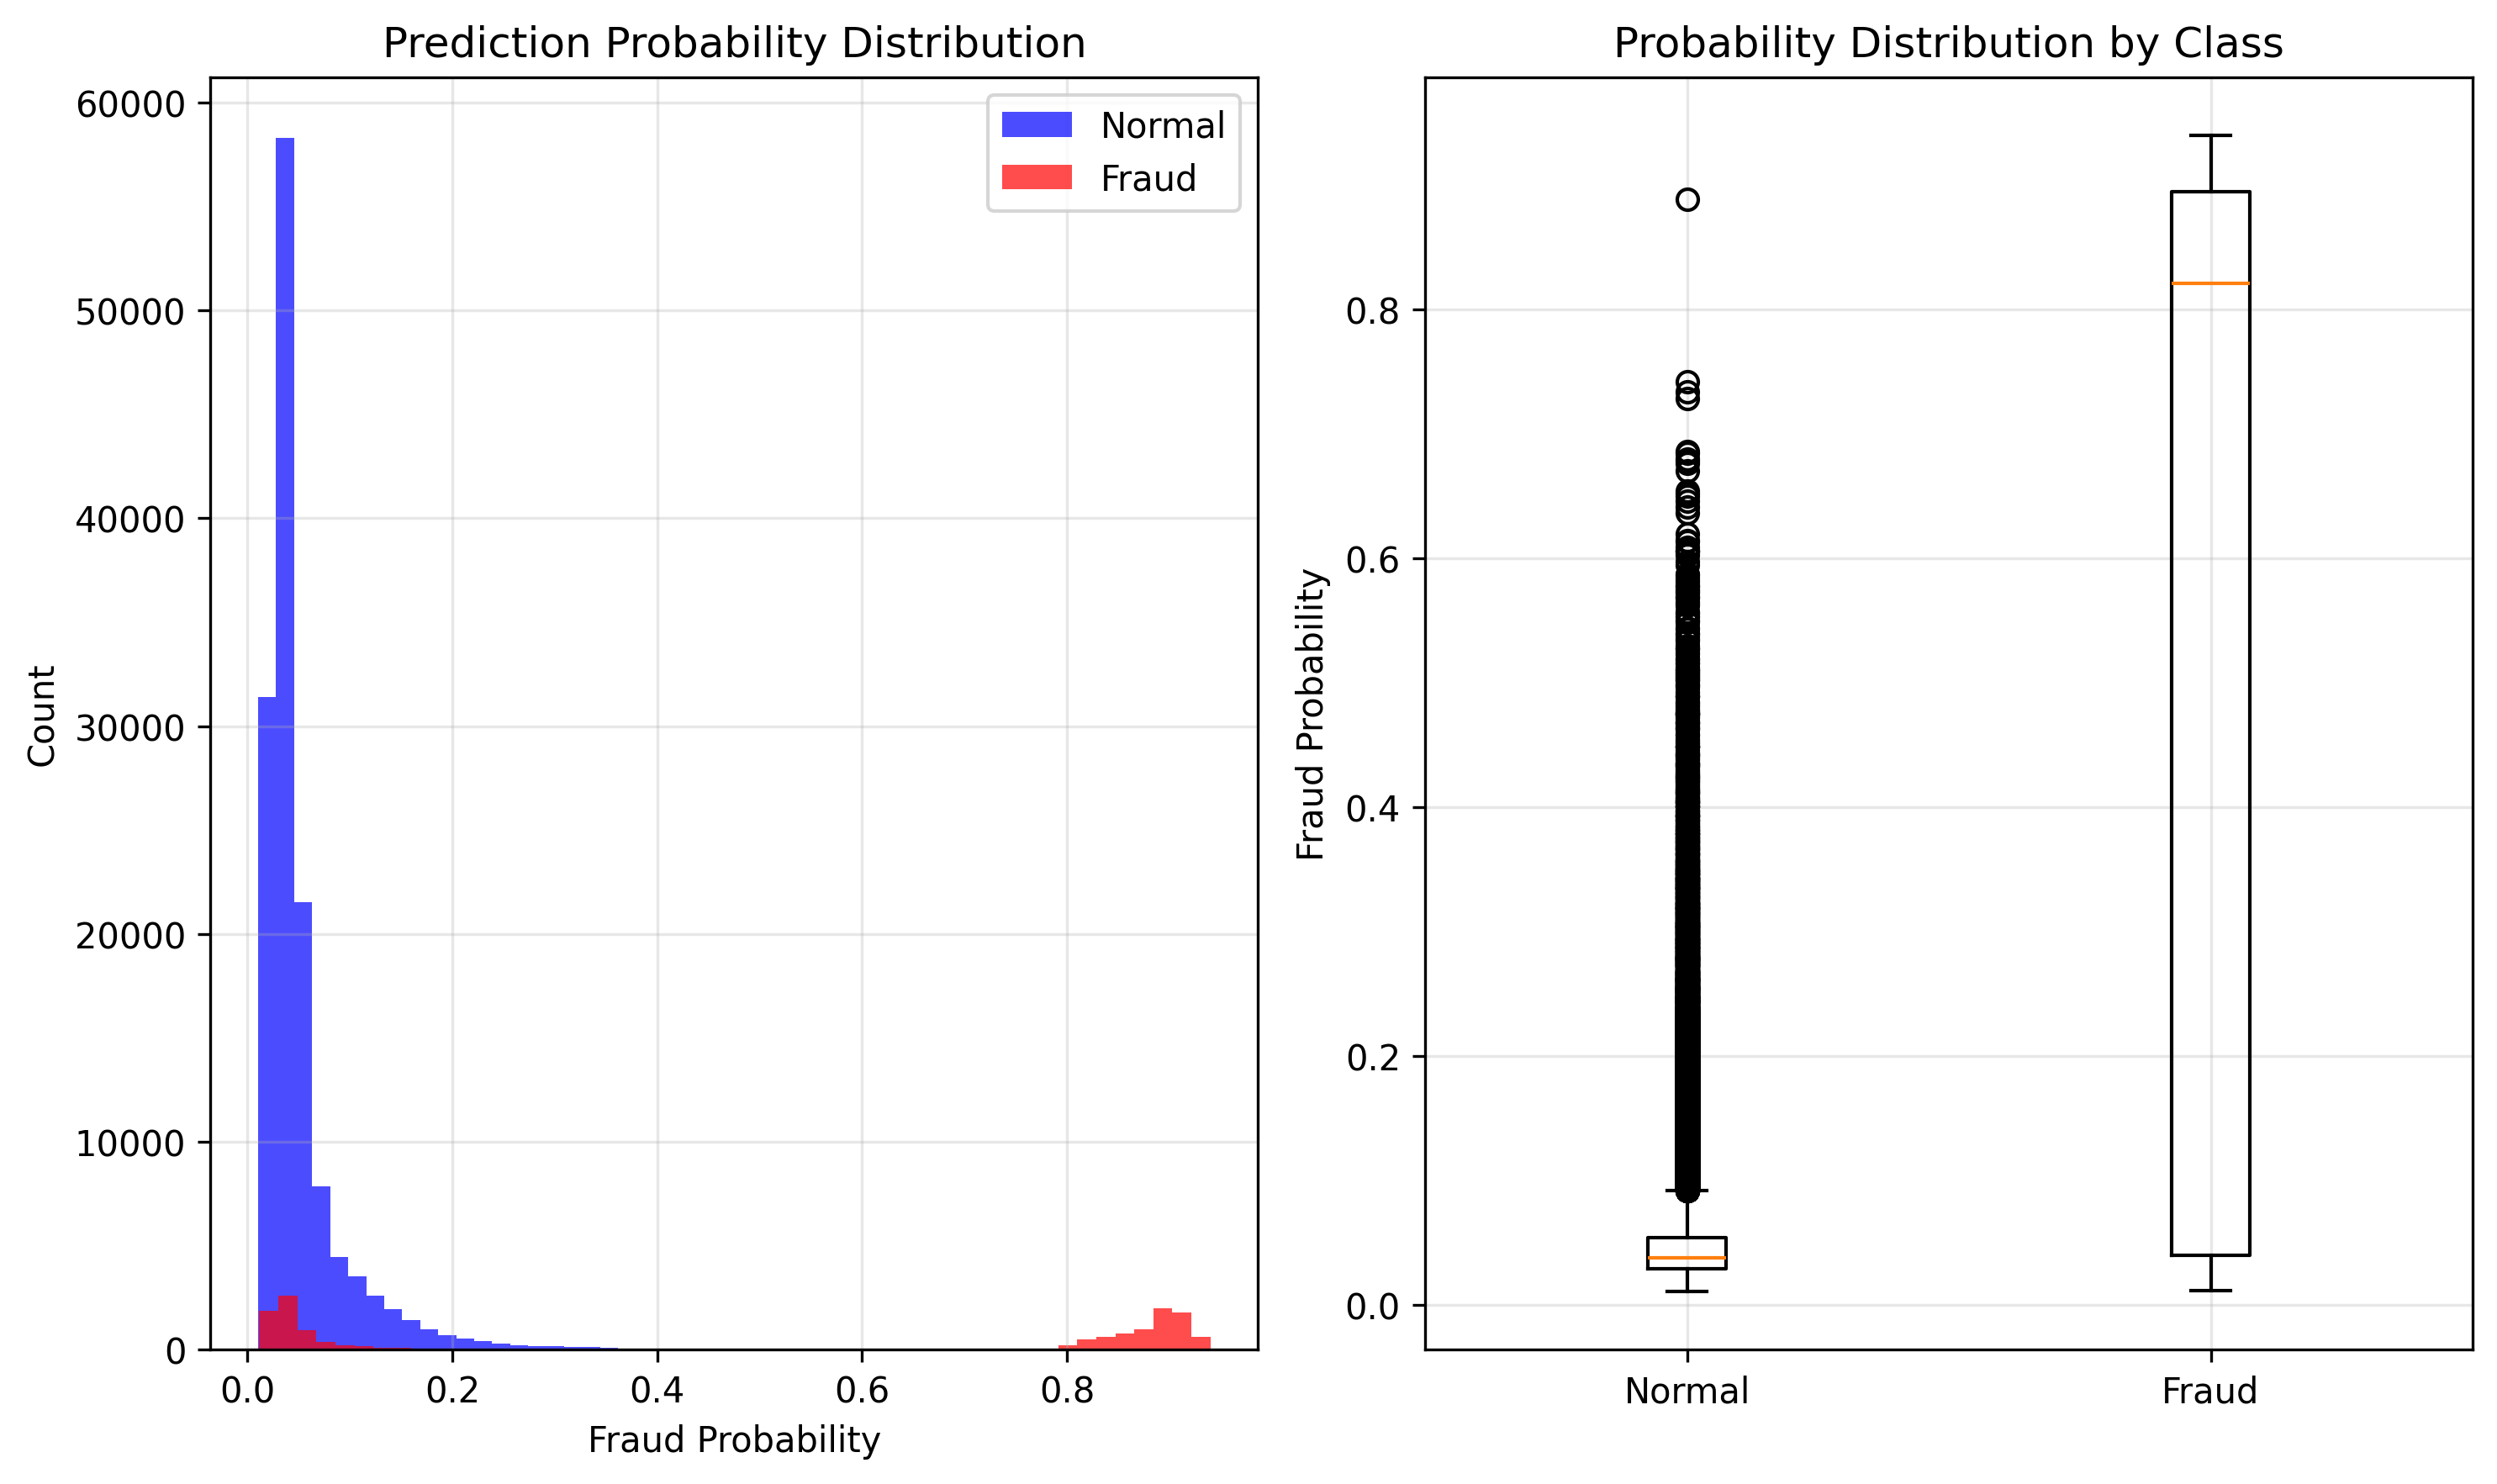 Prediction Probability Distribution
Count
60000
50000
40000
30000
20000
10000
0
Normal
Fraud
0.0 0.2 0.4 0.6 0.8
Fraud Probability
Probability Distribution by Class
Fraud Probability
0.8
0.6
0.4
0.2
0.0
Normal Fraud